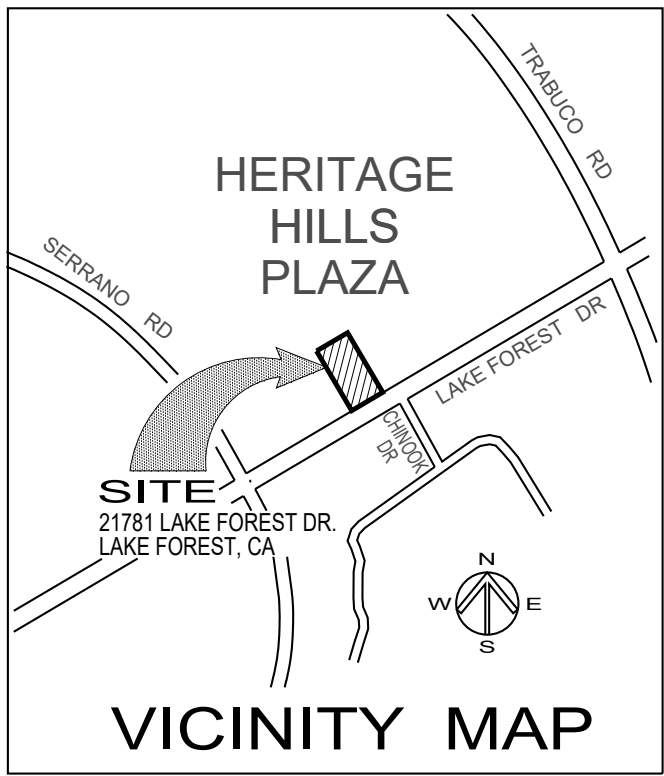 TRABUCO RD
HERITAGE
HILLS
PLAZA
SERRANO RD
LAKE FOREST DR
CHINOOK
DR
SITE
21781 LAKE FOREST DR.
LAKE FOREST, CA
N
W E
S
VICINITY MAP